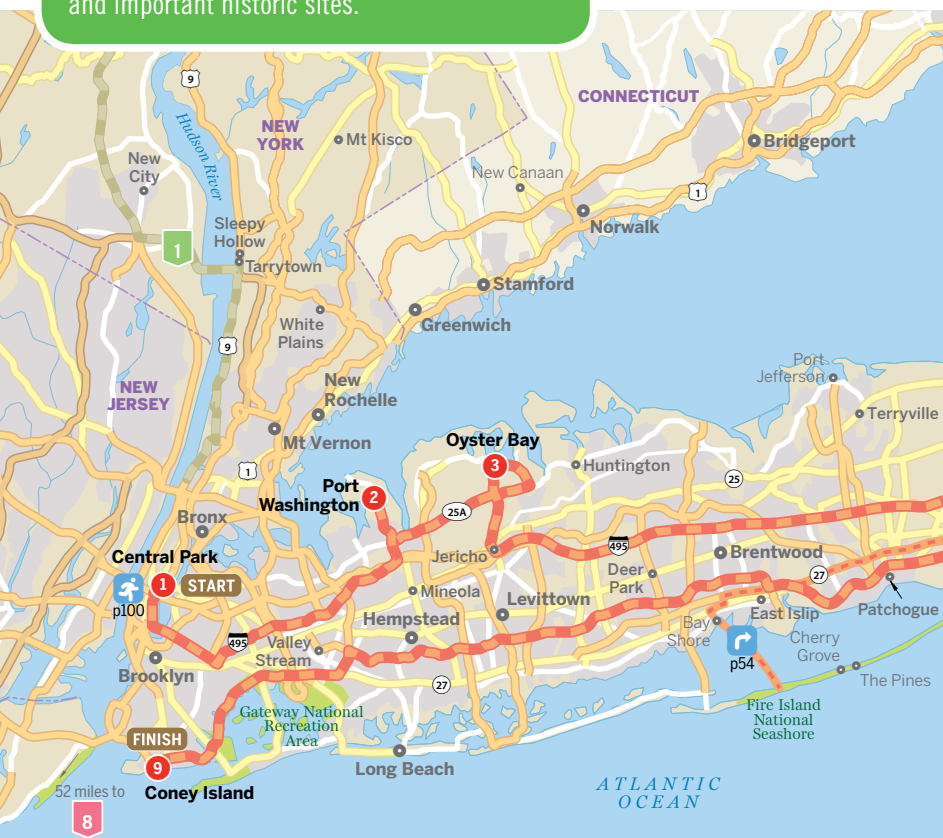 and important historic sites.
9
CONNECTICUT
Hudson River
NEW
YORK
Mt Kisco
Bridgeport
New
City
New Canaan
1
Norwalk
Sleepy
Hollow
1
Tarrytown
Stamford
White
Plains
Greenwich
9
Port
Jefferson
NEW
JERSEY
New
Rochelle
Terryville
Mt Vernon
Oyster Bay
3
Huntington
1
25
Port
Washington
2
25A
Bronx
495
Jericho
Brentwood
Central Park
1
START
p100
Deer
Park
27
Mineola
Levittown
Hempstead
East Islip
Patchogue
495
Valley
Stream
Bay
Shore
p54
Cherry
Grove
Brooklyn
27
The Pines
Gateway National
Recreation
Area
Fire Island
National
Seashore
FINISH
9
Coney Island
Long Beach
52 miles to
8
ATLANTIC
OCEAN